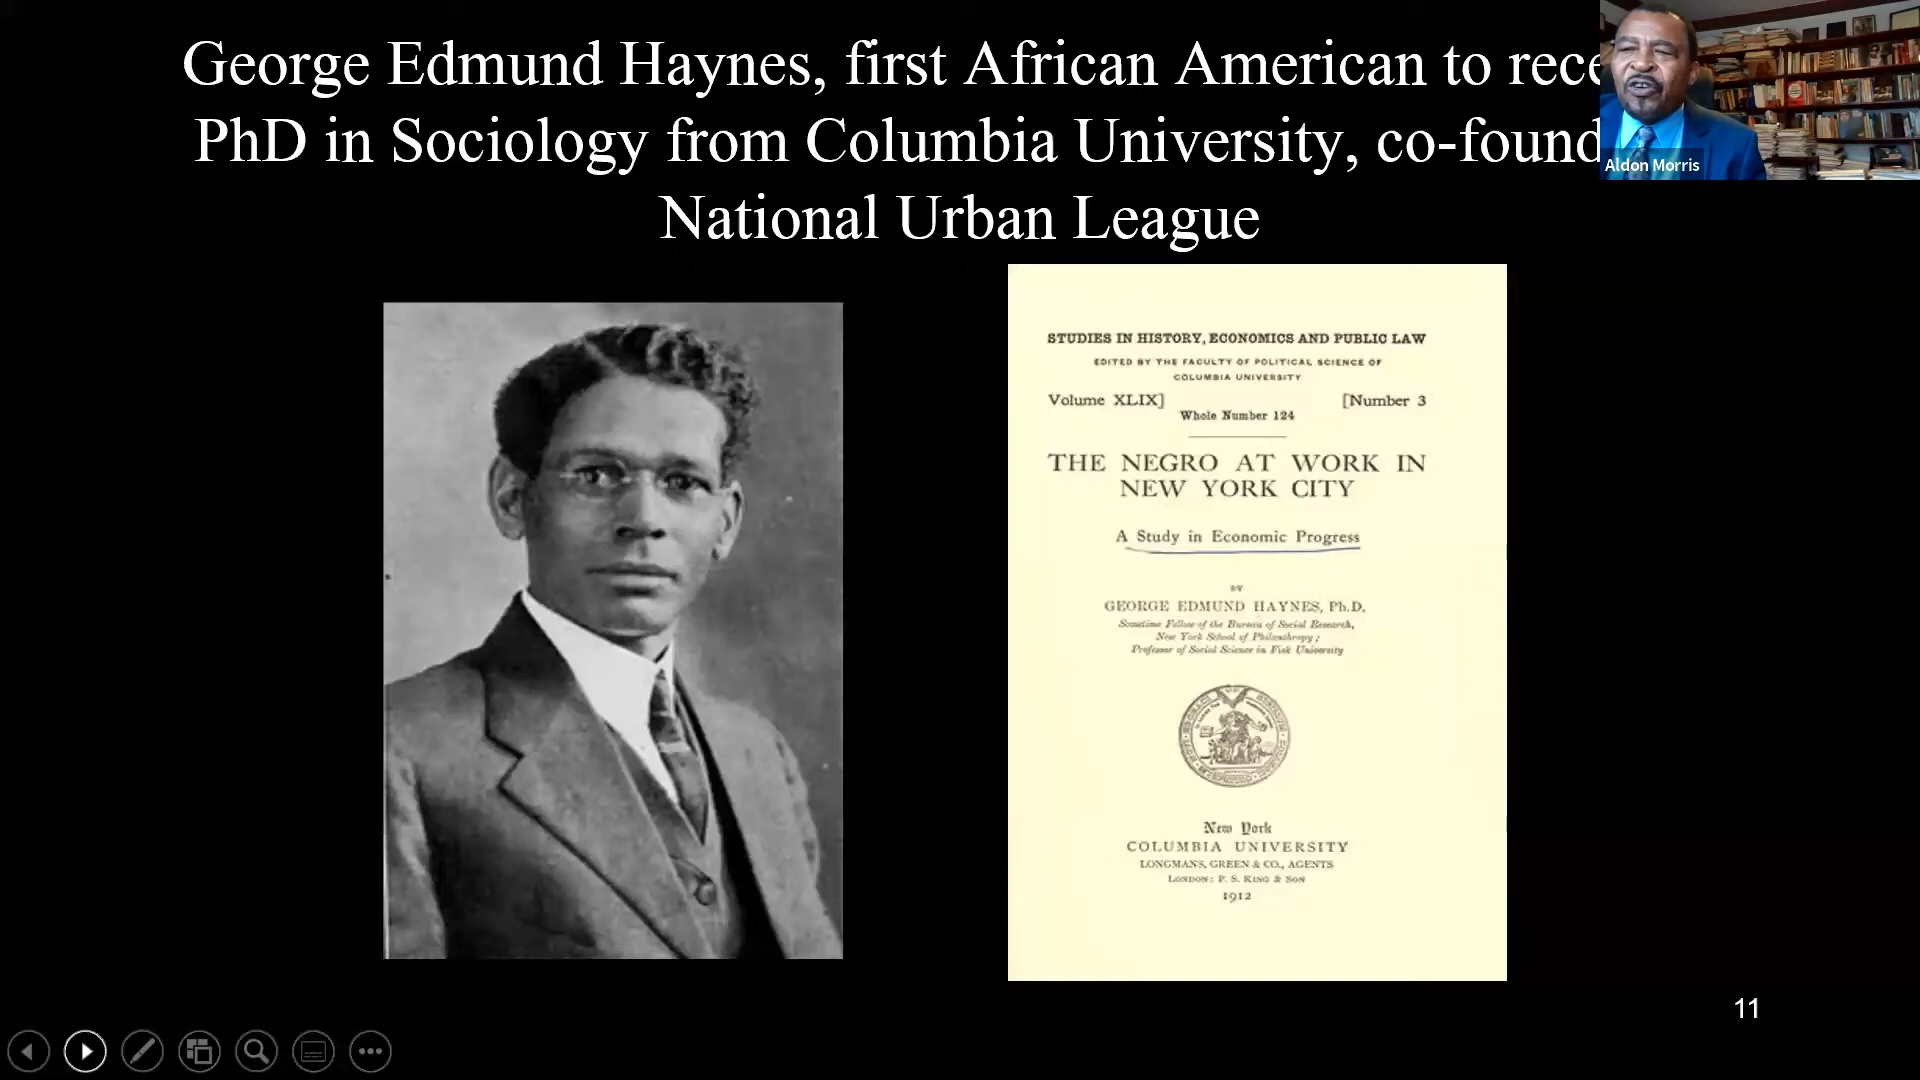 George Edmund Haynes, first African American to rece
PhD in Sociology from Columbia University, co-found
National Urban League
Aldon Morris
STUDIES IN HISTORY, ECONOMICS AND PUBLIC LAW
EDITED BY THE FACULTY OF POLITICAL SCIENCE OF
COLUMBIA UNIVERSITY
Volume XLIX] [Number 3
Whole Number 124
THE NEGRO AT WORK IN
NEW YORK CITY
A Study in Economic Progress
BY
GEORGE EDMUND HAYNES, Ph.D.
Sometime Fellow of the Bureau of Social Research,
New York School of Philanthropy;
Professor of Social Science in Fisk University
New York
COLUMBIA UNIVERSITY
LONGMANS, GREEN & CO., AGENTS
LONDON: P. S. KING & SON
1912
11